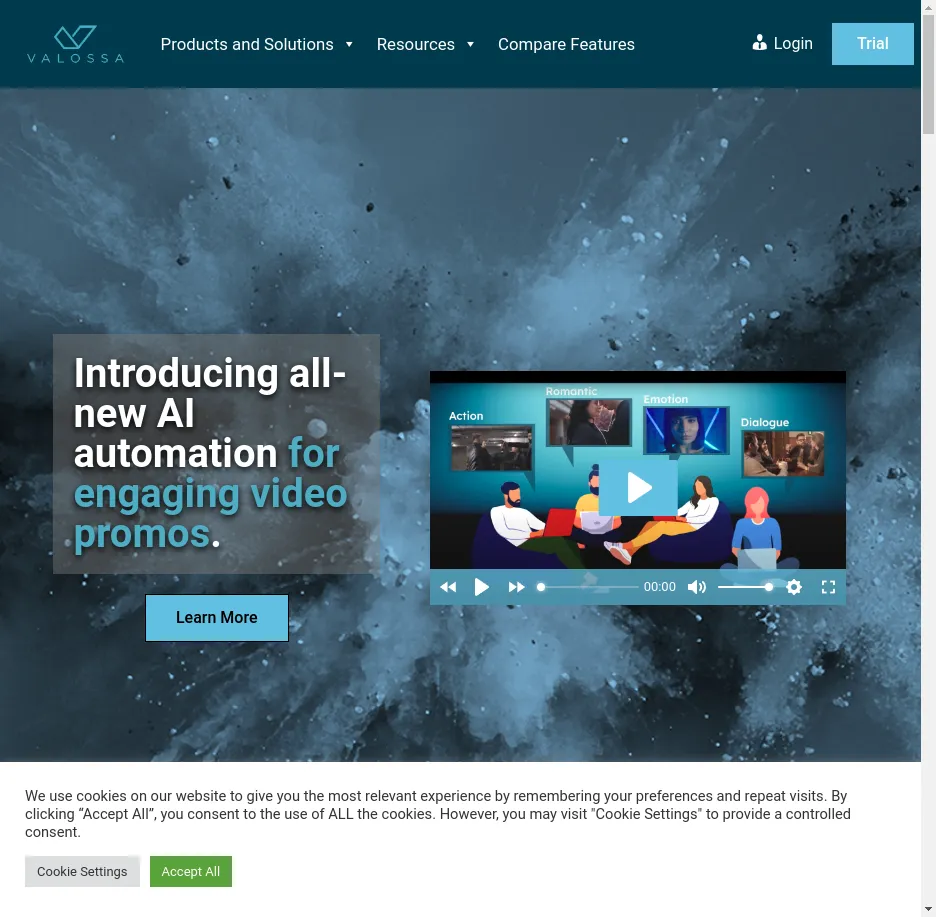 VALOSSA
Products and Solutions
Resources
Compare Features
Login
Trial
Introducing all-
new AI
automation for
engaging video
promos.
Learn More
Action
Romantic
Emotion
Dialogue
00:00
We use cookies on our website to give you the most relevant experience by remembering your preferences and repeat visits. By
clicking “Accept All”, you consent to the use of ALL the cookies. However, you may visit "Cookie Settings" to provide a controlled
consent.
Cookie Settings
Accept All